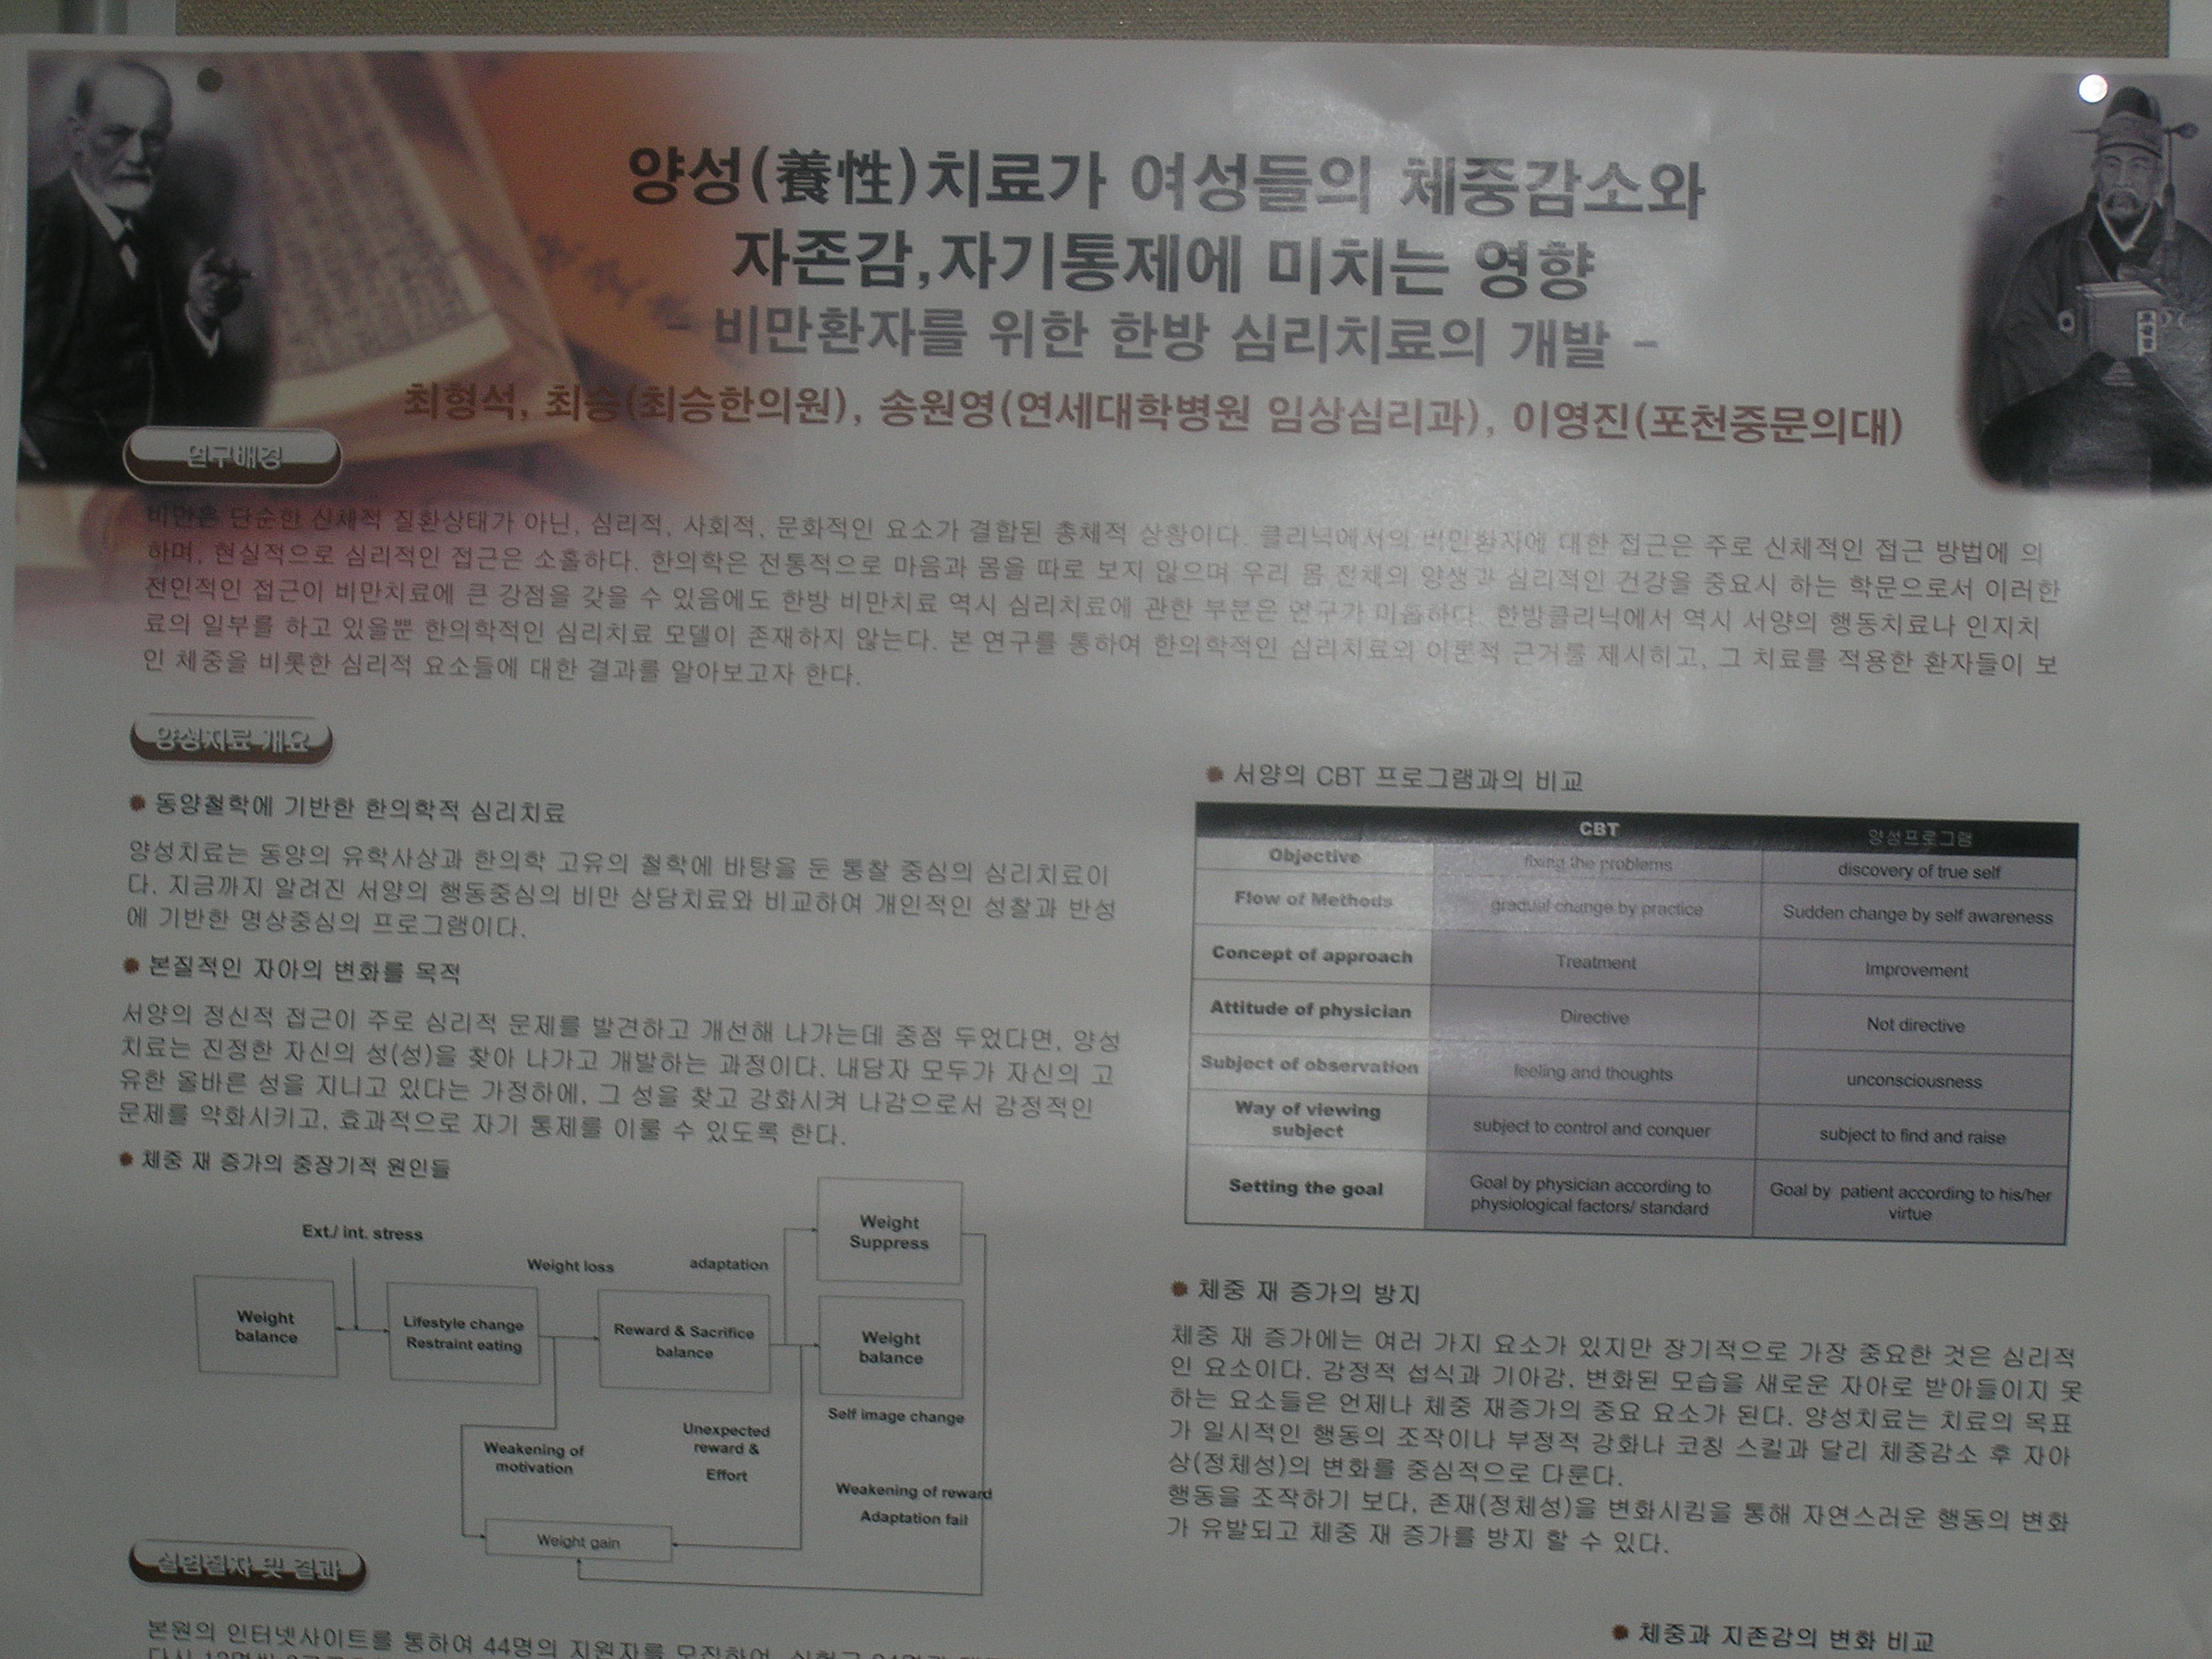 양성(養性)치료가 여성들의 체중감소와
자존감,자기통제에 미치는 영향
- 비만환자를 위한 한방 심리치료의 개발 -
최형석, 최승(최승한의원), 송원영(연세대학병원 임상심리과), 이영진(포천중문의대)
연구배경
비만은 단순한 신체적 질환상태가 아닌, 심리적, 사회적, 문화적인 요소가 결합된 총체적 상황이다. 클리닉에서의 비만환자에 대한 접근은 주로 신체적인 접근 방법에 의
하며, 현실적으로 심리적인 접근은 소홀하다. 한의학은 전통적으로 마음과 몸을 따로 보지 않으며 우리 몸 전체의 양생과 심리적인 건강을 중요시 하는 학문으로서 이러한
전인적인 접근이 비만치료에 큰 강점을 갖을 수 있음에도 한방 비만치료 역시 심리치료에 관한 부분은 연구가 미흡하다. 한방클리닉에서 역시 서양의 행동치료나 인지치
료의 일부를 하고 있을뿐 한의학적인 심리치료 모델이 존재하지 않는다. 본 연구를 통하여 한의학적인 심리치료의 이론적 근거를 제시하고, 그 치료를 적용한 환자들이 보
인 체중을 비롯한 심리적 요소들에 대한 결과를 알아보고자 한다.
양성치료 개요
동양철학에 기반한 한의학적 심리치료
양성치료는 동양의 유학사상과 한의학 고유의 철학에 바탕을 둔 통찰 중심의 심리치료이
다. 지금까지 알려진 서양의 행동중심의 비만 상담치료와 비교하여 개인적인 성찰과 반성
에 기반한 명상중심의 프로그램이다.
본질적인 자아의 변화를 목적
서양의 정신적 접근이 주로 심리적 문제를 발견하고 개선해 나가는데 중점 두었다면, 양성
치료는 진정한 자신의 성(성)을 찾아 나가고 개발하는 과정이다. 내담자 모두가 자신의 고
유한 올바른 성을 지니고 있다는 가정하에, 그 성을 찾고 강화시켜 나감으로서 감정적인
문제를 약화시키고, 효과적으로 자기 통제를 이룰 수 있도록 한다.
체중 재 증가의 중장기적 원인들
Ext./ int. stress
Weight loss
adaptation
Weight
Suppress
Weight
balance
Lifestyle change
Restraint eating
Reward & Sacrifice
balance
Weight
balance
Self image change
Weakening of
motivation
Unexpected
reward &
Effort
Weakening of reward
Adaptation fail
Weight gain
서양의 CBT 프로그램과의 비교
CBT 양성프로그램
Objective fixing the problems discovery of true self
Flow of Methods gradual change by practice Sudden change by self awareness
Concept of approach Treatment Improvement
Attitude of physician Directive Not directive
Subject of observation feeling and thoughts unconsciousness
Way of viewing
subject subject to control and conquer subject to find and raise
Setting the goal Goal by physician according to
physiological factors/ standard Goal by patient according to his/her
virtue
체중 재 증가의 방지
체중 재 증가에는 여러 가지 요소가 있지만 장기적으로 가장 중요한 것은 심리적
인 요소이다. 감정적 섭식과 기아감, 변화된 모습을 새로운 자아로 받아들이지 못
하는 요소들은 언제나 체중 재증가의 중요 요소가 된다. 양성치료는 치료의 목표
가 일시적인 행동의 조작이나 부정적 강화나 코칭 스킬과 달리 체중감소 후 자아
상(정체성)의 변화를 중심적으로 다룬다.
행동을 조작하기 보다, 존재(정체성)을 변화시킴을 통해 자연스러운 행동의 변화
가 유발되고 체중 재 증가를 방지 할 수 있다.
실험절차 및 결과
본원의 인터넷사이트를 통하여 44명의 지원자를 모집하여,
체중과 지존감의 변화 비교